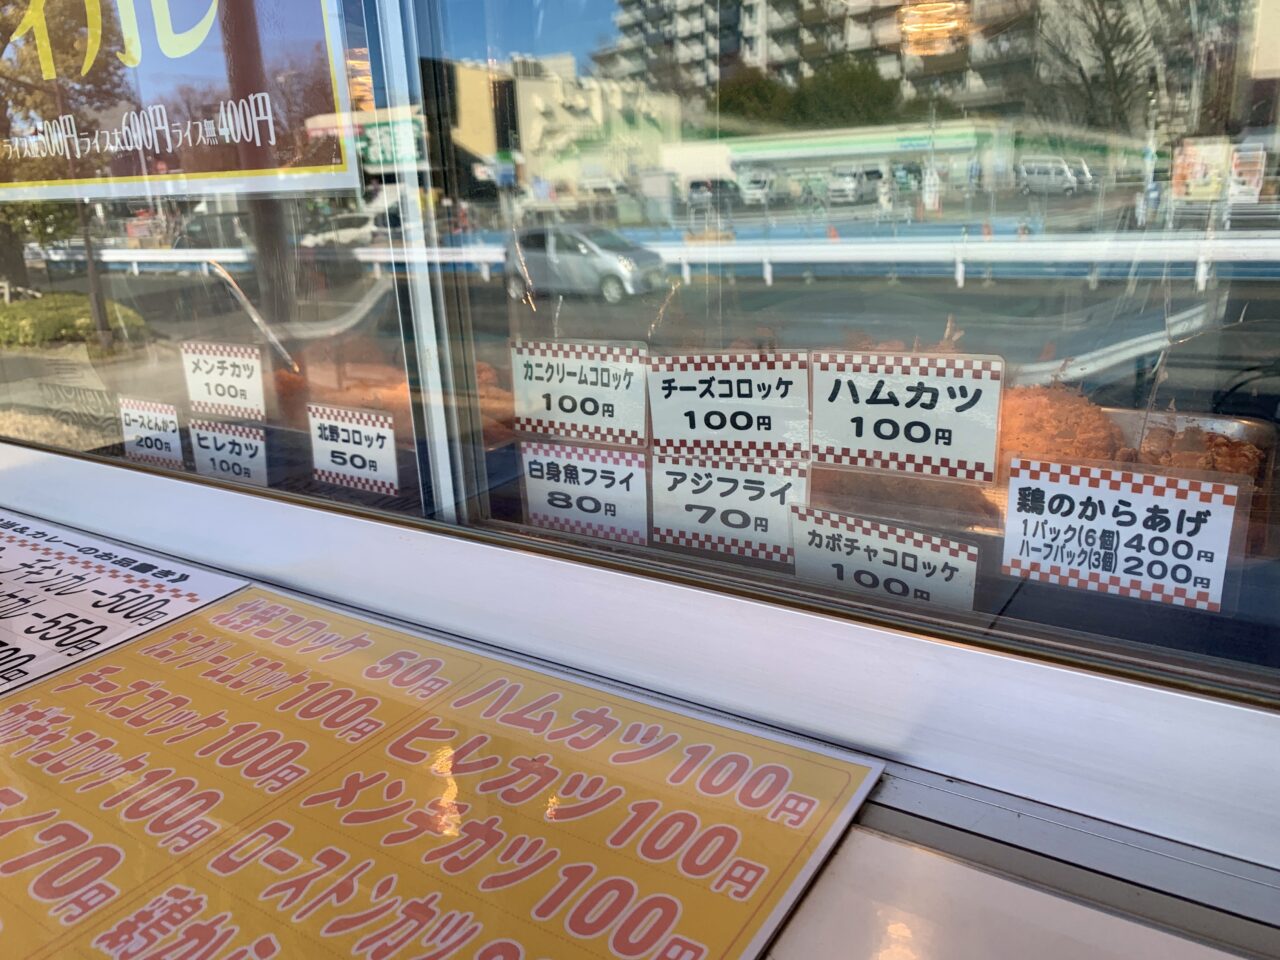 500円ライス大600円ライス無400円
メンチカツ
100円
ロースとんかつ
200円
ヒレカツ
100円
北野コロッケ
50円
カニクリームコロッケ
100円
チーズコロッケ
100円
ハムカツ
100円
白身魚フライ
80円
アジフライ
70円
カボチャコロッケ
100円
鶏のからあげ
1パック(6個)400円
ハーフパック(3個)200円
&カレーのお品書き》
チキンカレー500円
550円
700円
北野コロッケ 50円
カニクリームコロッケ 100円
チーズコロッケ 100円
カボチャコロッケ 100円
70円
ハムカツ 100円
ヒレカツ 100円
メンチカツ 100円
ローストンカツ
鶏から